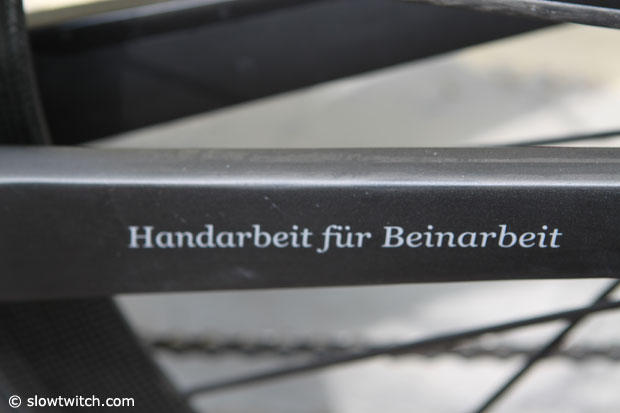 Handarbeit für Beinarbeit
© slowtwitch.com